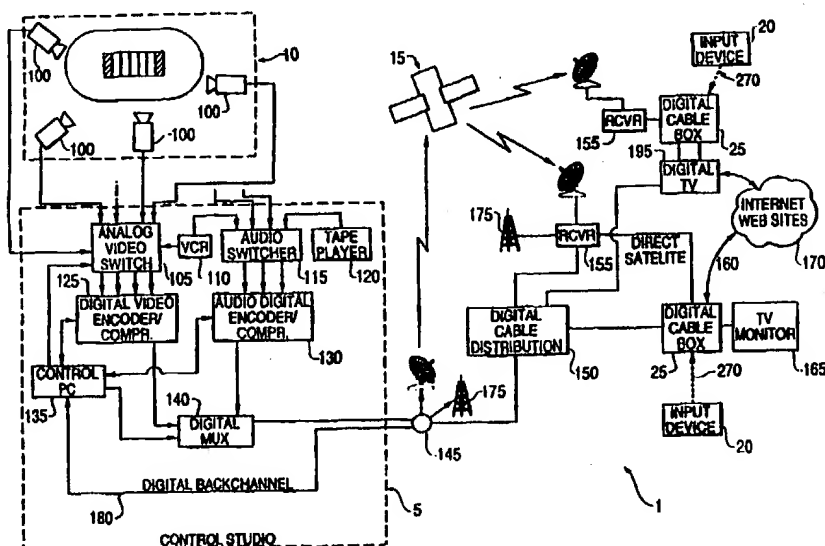 100
10
100
100
100
15
20
INPUT
DEVICE
270
RCVR
155
DIGITAL
CABLE
BOX
25
195
DIGITAL
TV
INTERNET
WEB SITES
170
160
175
RCVR
155
DIRECT
SATELITE
ANALOG
VIDEO
SWITCH
105
VCR
110
AUDIO
SWITCHER
115
TAPE
PLAYER
120
125
DIGITAL VIDEO
ENCODER/
COMPR.
AUDIO DIGITAL
ENCODER/
COMPR.
130
DIGITAL
CABLE
DISTRIBUTION
150
DIGITAL
CABLE
BOX
25
TV
MONITOR
165
270
INPUT
DEVICE
20
CONTROL
PC
135
140
DIGITAL
MUX
175
145
DIGITAL BACKCHANNEL
180
5
1
CONTROL STUDIO